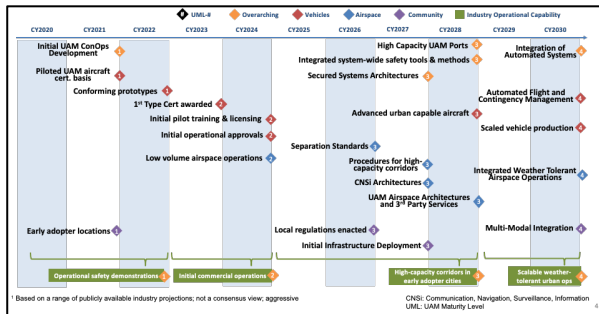 # UML-# Overarching Vehicles Airspace Community Industry Operational Capability
CY2020 CY2021 CY2022 CY2023 CY2024 CY2025 CY2026 CY2027 CY2028 CY2029 CY2030
Initial UAM ConOps
Development 1
Piloted UAM aircraft
cert. basis 1
Conforming prototypes 1
1st Type Cert awarded 2
Initial pilot training & licensing 2
Initial operational approvals 2
Low volume airspace operations 2
Early adopter locations 1
High Capacity UAM Ports 3
Integrated system-wide safety tools & methods 3
Secured Systems Architectures 3
Advanced urban capable aircraft 3
Separation Standards 3
Procedures for high-
capacity corridors 3
CNSi Architectures 3
UAM Airspace Architectures
and 3rd Party Services 3
Local regulations enacted 3
Initial Infrastructure Deployment 3
Integration of
Automated Systems 4
Automated Flight and
Contingency Management 4
Scaled vehicle production 4
Integrated Weather Tolerant
Airspace Operations 4
Multi-Modal Integration 4
Operational safety demonstrations 1
Initial commercial operations 2
High-capacity corridors in
early adopter cities 3
Scalable weather-
tolerant urban ops 4
1 Based on a range of publicly available industry projections; not a consensus view; aggressive
CNSi: Communication, Navigation, Surveillance, Information
UML: UAM Maturity Level
4